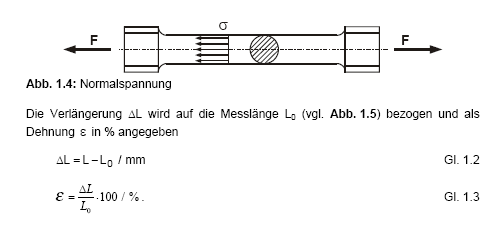 σ
F F
Abb. 1.4: Normalspannung
Die Verlängerung ΔL wird auf die Messlänge L₀ (vgl. Abb. 1.5) bezogen und als
Dehnung ε in % angegeben
ΔL = L – L₀ / mm Gl. 1.2
ε = ΔL/L₀ · 100 / % . Gl. 1.3